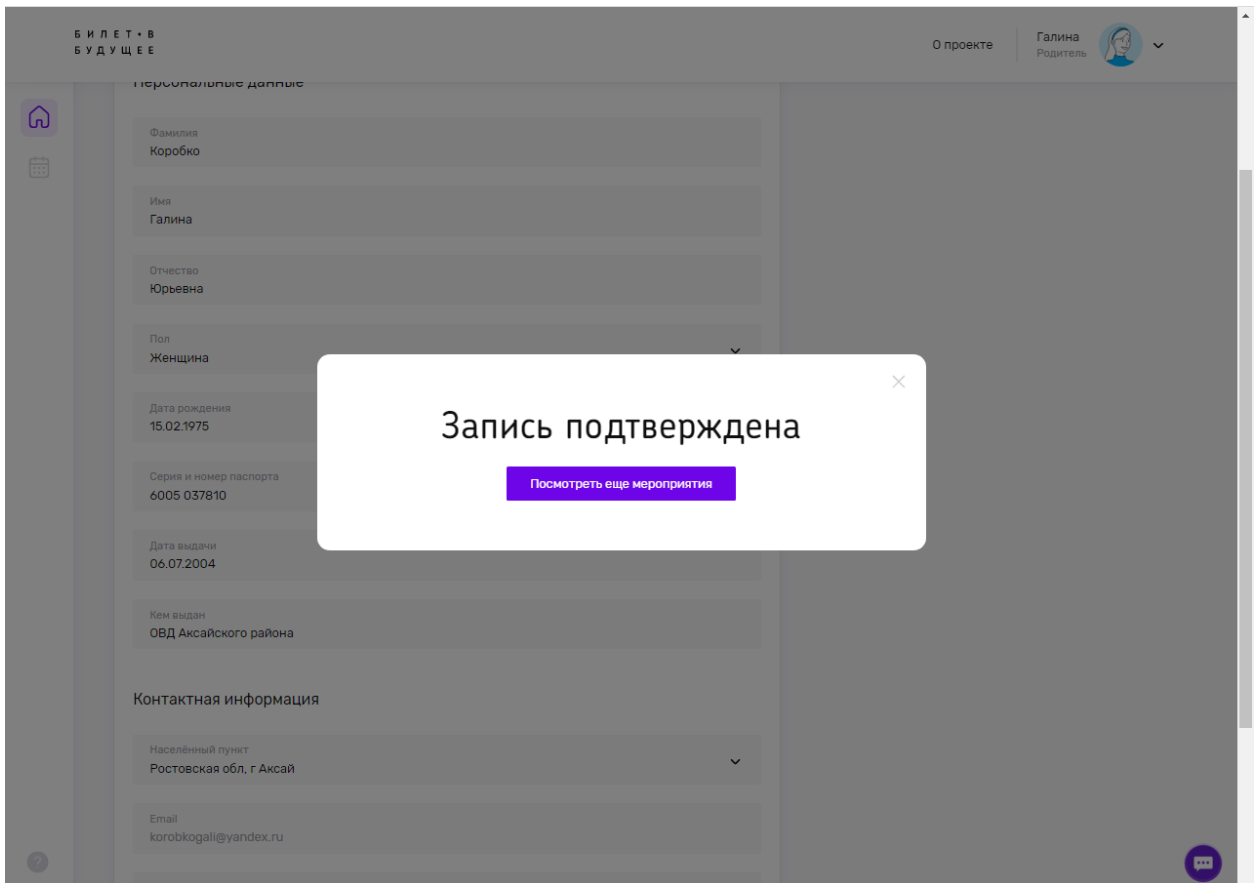 БИЛЕТ•В
БУДУЩЕЕ
О проекте
Галина
Родитель
Персональные данные
Фамилия
Коробко
Имя
Галина
Отчество
Юрьевна
Пол
Женщина
Дата рождения
15.02.1975
Серия и номер паспорта
6005 037810
Дата выдачи
06.07.2004
Кем выдан
ОВД Аксайского района
Запись подтверждена
Посмотреть еще мероприятия
Контактная информация
Населённый пункт
Ростовская обл, г Аксай
Email
korobkogali@yandex.ru
?